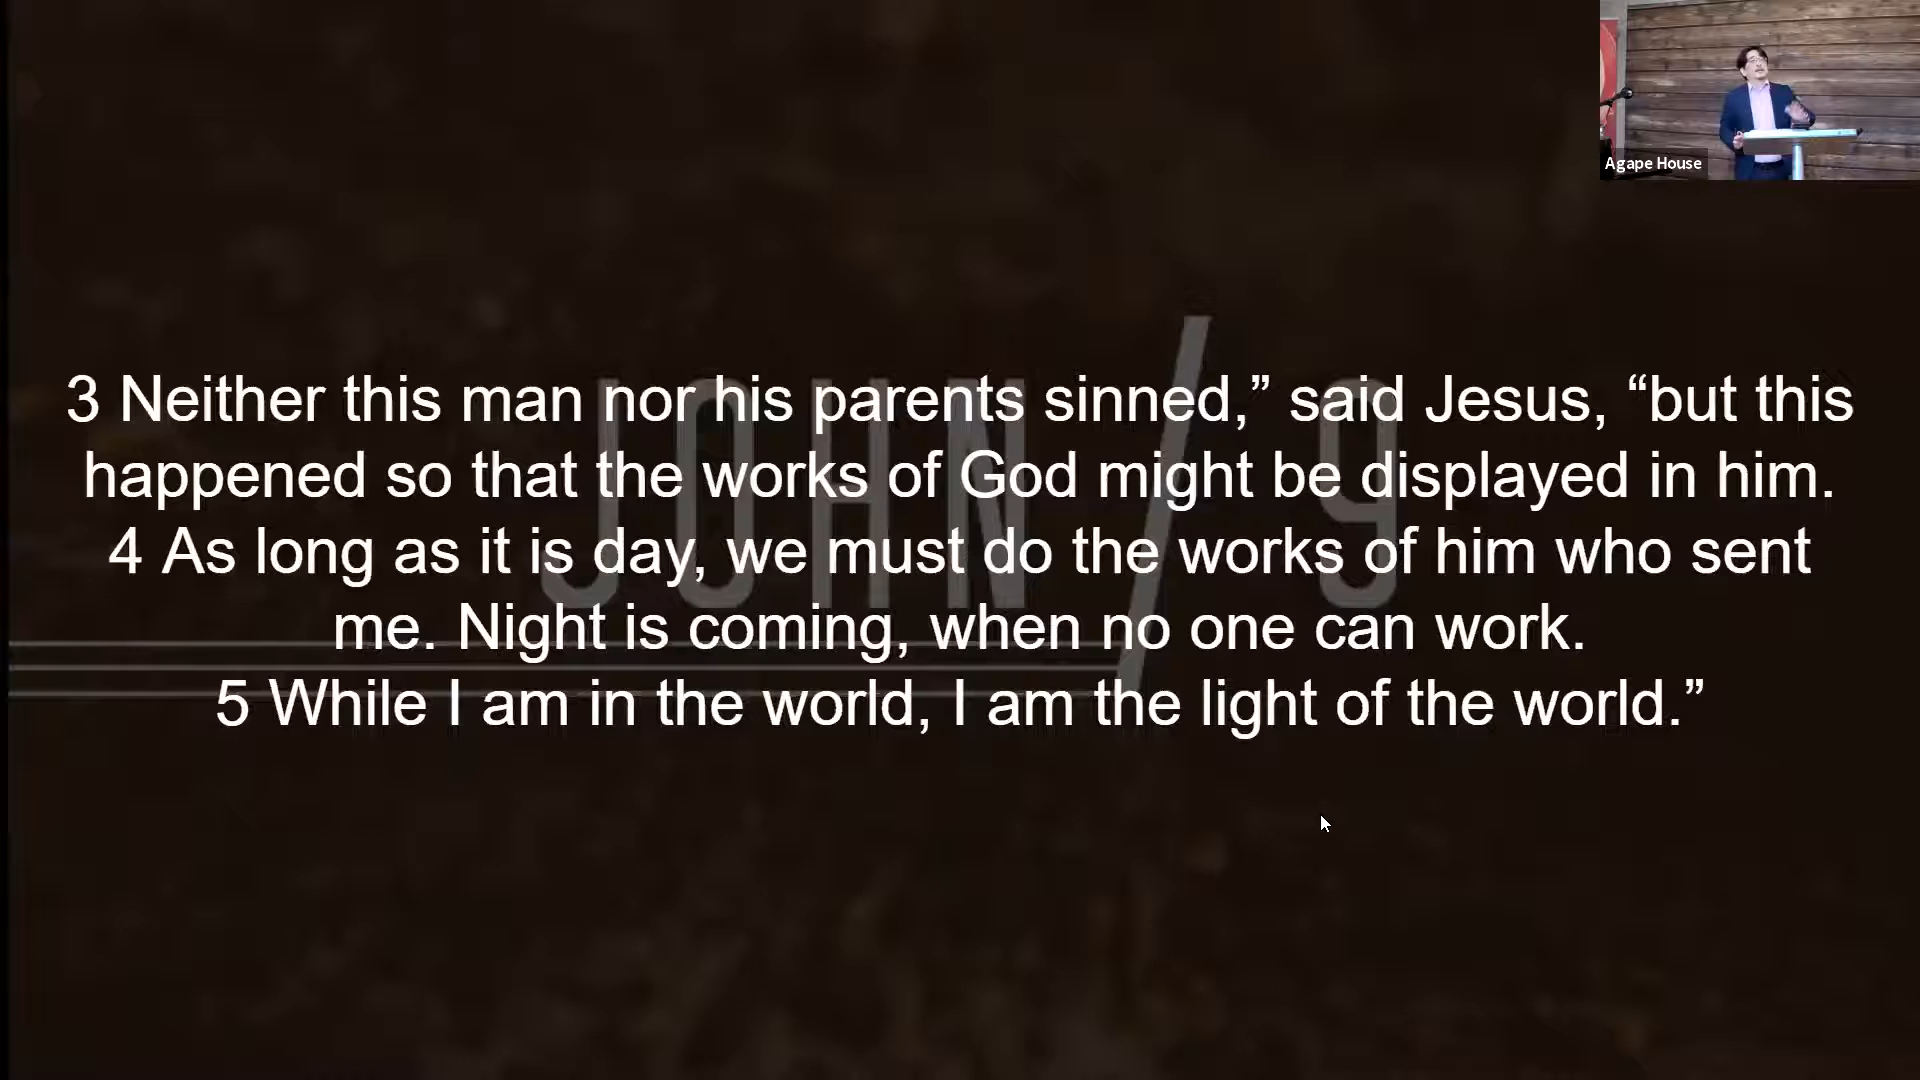 Agape House
JOHN / 9
3 Neither this man nor his parents sinned,” said Jesus, “but this
happened so that the works of God might be displayed in him.
4 As long as it is day, we must do the works of him who sent
me. Night is coming, when no one can work.
5 While I am in the world, I am the light of the world.”